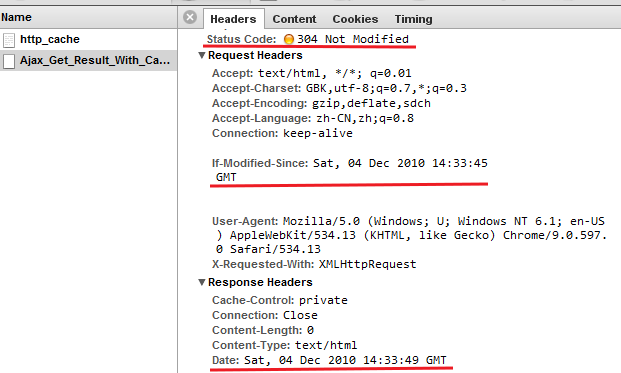 Headers Content Cookies Timing
http_cache
Ajax_Get_Result_With_Ca...
Status Code: 304 Not Modified
Request Headers
Accept: text/html, */*; q=0.01
Accept-Charset: GBK,utf-8;q=0.7,*;q=0.3
Accept-Encoding: gzip,deflate,sdch
Accept-Language: zh-CN,zh;q=0.8
Connection: keep-alive
If-Modified-Since: Sat, 04 Dec 2010 14:33:45
GMT
User-Agent: Mozilla/5.0 (Windows; U; Windows NT 6.1; en-US
) AppleWebKit/534.13 (KHTML, like Gecko) Chrome/9.0.597.
0 Safari/534.13
X-Requested-With: XMLHttpRequest
Response Headers
Cache-Control: private
Connection: Close
Content-Length: 0
Content-Type: text/html
Date: Sat, 04 Dec 2010 14:33:49 GMT